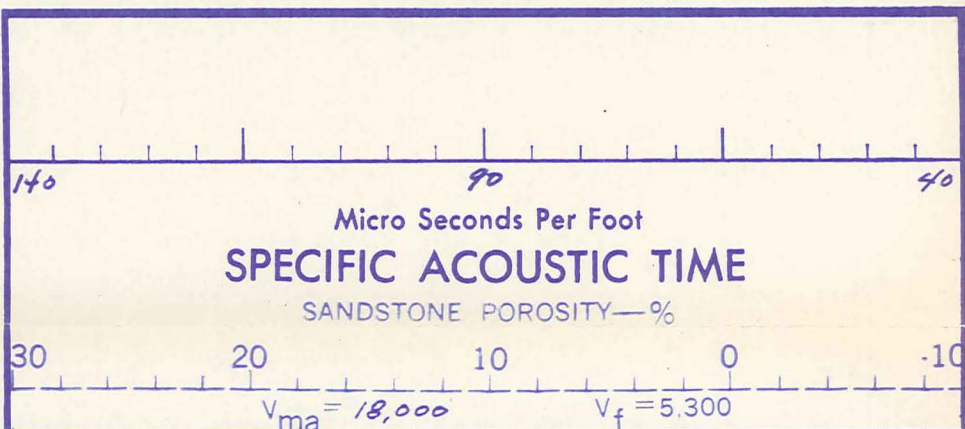 140 90 40
Micro Seconds Per Foot
SPECIFIC ACOUSTIC TIME
SANDSTONE POROSITY—%
30 20 10 0 -10
Vma = 18,000 Vf = 5,300